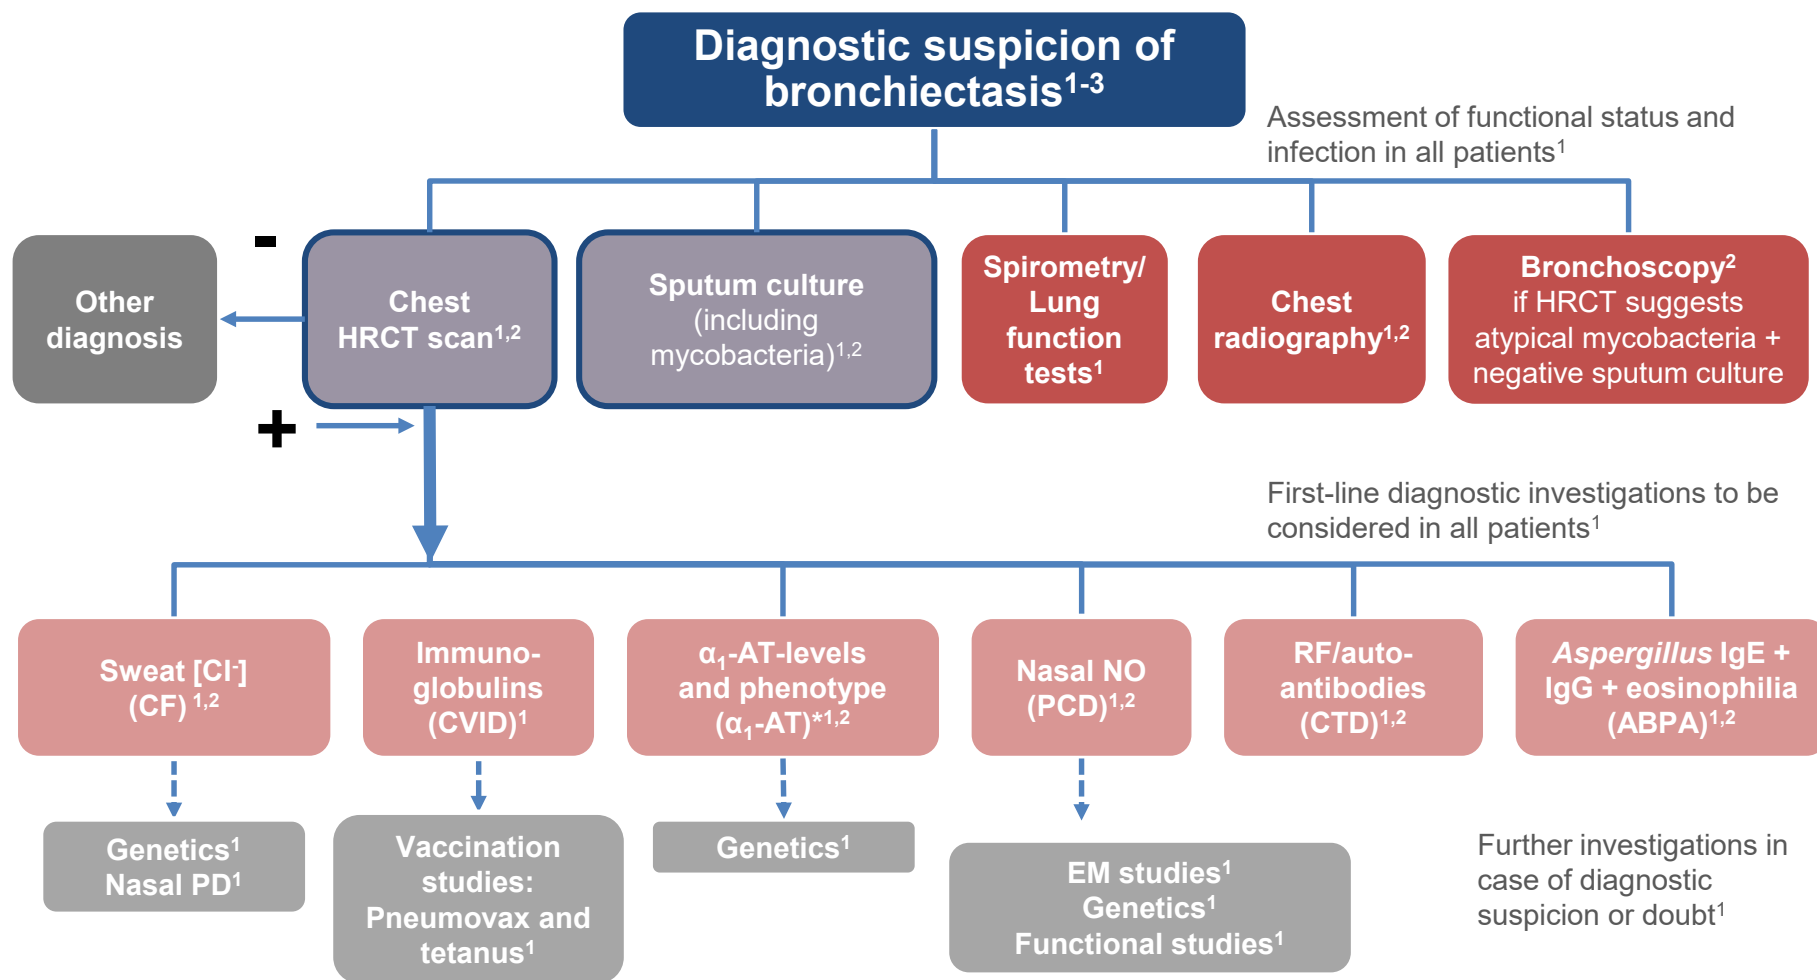 Diagnostic suspicion of
bronchiectasis¹⁻³
Assessment of functional status and
infection in all patients¹
-
Other
diagnosis
Chest
HRCT scan¹,²
Sputum culture
(including
mycobacteria)¹,²
Spirometry/
Lung
function
tests¹
Chest
radiography¹,²
Bronchoscopy²
if HRCT suggests
atypical mycobacteria +
negative sputum culture
+
First-line diagnostic investigations to be
considered in all patients¹
Sweat [Cl⁻]
(CF) ¹,²
Immuno-
globulins
(CVID)¹
α₁-AT-levels
and phenotype
(α₁-AT)*¹,²
Nasal NO
(PCD)¹,²
RF/auto-
antibodies
(CTD)¹,²
Aspergillus IgE +
IgG + eosinophilia
(ABPA)¹,²
Genetics¹
Nasal PD¹
Vaccination
studies:
Pneumovax and
tetanus¹
Genetics¹
EM studies¹
Genetics¹
Functional studies¹
Further investigations in
case of diagnostic
suspicion or doubt¹